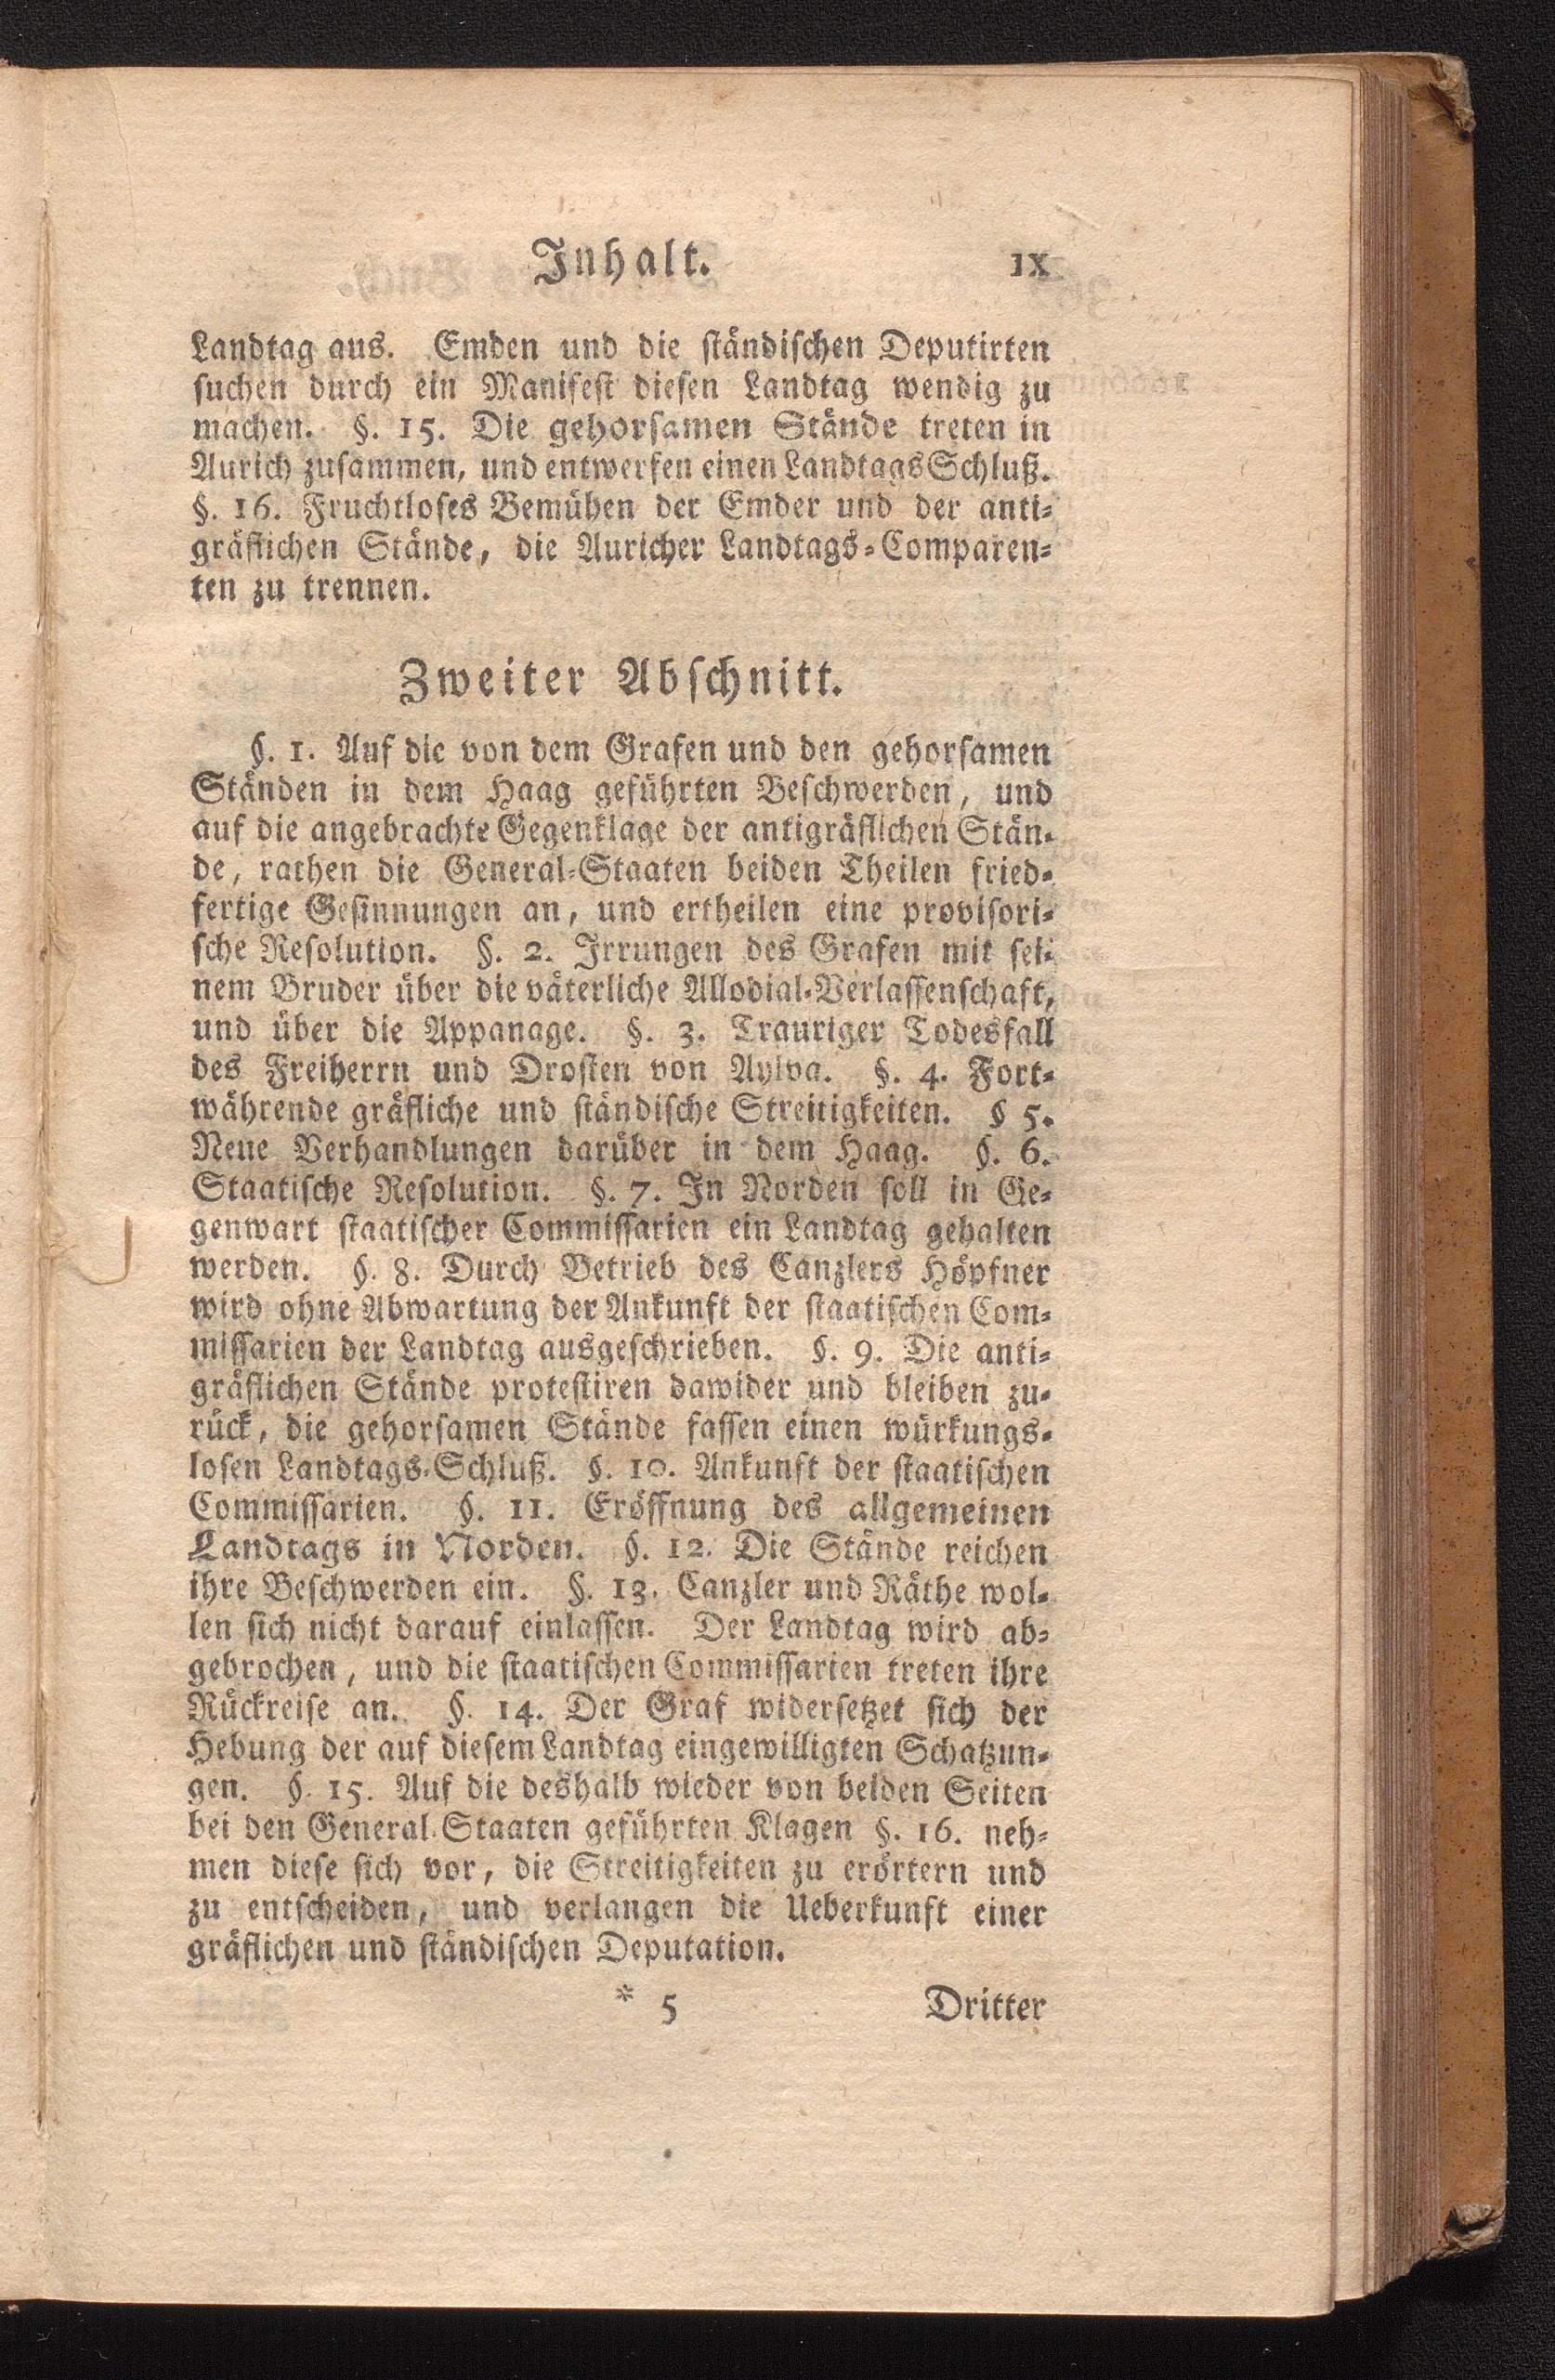 Inhalt. IX
Landtag aus. Emden und die ständischen Deputirten
suchen durch ein Manifest diesen Landtag wendig zu
machen. §. 15. Die gehorsamen Stände treten in
Aurich zusammen, und entwerfen einen LandtagsSchluß.
§. 16. Fruchtloses Bemühen der Emder und der anti-
gräflichen Stände, die Auricher Landtags-Comparen-
ten zu trennen.
Zweiter Abschnitt.
§. 1. Auf die von dem Grafen und den gehorsamen
Ständen in dem Haag geführten Beschwerden, und
auf die angebrachte Gegenklage der antigräflichen Stän-
de, rathen die General-Staaten beiden Theilen fried-
fertige Gesinnungen an, und ertheilen eine provisori-
sche Resolution. §. 2. Irrungen des Grafen mit sei-
nem Bruder über die väterliche Allodial-Verlassenschaft,
und über die Appanage. §. 3. Trauriger Todesfall
des Freiherrn und Drosten von Aylva. §. 4. Fort-
währende gräfliche und ständische Streitigkeiten. § 5.
Neue Verhandlungen darüber in dem Haag. §. 6.
Staatische Resolution. §. 7. In Norden soll in Ge-
genwart staatischer Commissarien ein Landtag gehalten
werden. §. 8. Durch Betrieb des Canzlers Höpfner
wird ohne Abwartung der Ankunft der staatischen Com-
missarien der Landtag ausgeschrieben. §. 9. Die anti-
gräflichen Stände protestiren dawider und bleiben zu-
rück, die gehorsamen Stände fassen einen würkungs-
losen Landtags-Schluß. §. 10. Ankunft der staatischen
Commissarien. §. 11. Eröffnung des allgemeinen
Landtags in Norden. §. 12. Die Stände reichen
ihre Beschwerden ein. §. 13. Canzler und Räthe wol-
len sich nicht darauf einlassen. Der Landtag wird ab-
gebrochen, und die staatischen Commissarien treten ihre
Rückreise an. §. 14. Der Graf widersetzet sich der
Hebung der auf diesem Landtag eingewilligten Schatzun-
gen. §. 15. Auf die deshalb wieder von beiden Seiten
bei den General-Staaten geführten Klagen §. 16. neh-
men diese sich vor, die Streitigkeiten zu erörtern und
zu entscheiden, und verlangen die Ueberkunft einer
gräflichen und ständischen Deputation.
* 5 Dritter